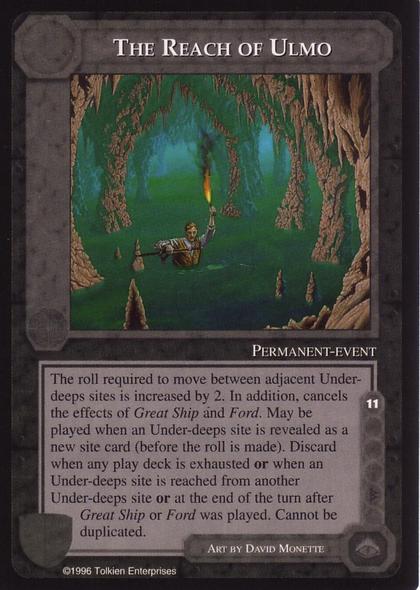 The Reach of Ulmo
Permanent-event
The roll required to move between adjacent Under-
deeps sites is increased by 2. In addition, cancels
the effects of Great Ship and Ford. May be
played when an Under-deeps site is revealed as a
new site card (before the roll is made). Discard
when any play deck is exhausted or when an
Under-deeps site is reached from another
Under-deeps site or at the end of the turn after
Great Ship or Ford was played. Cannot be
duplicated.
11
Art by David Monette
©1996 Tolkien Enterprises